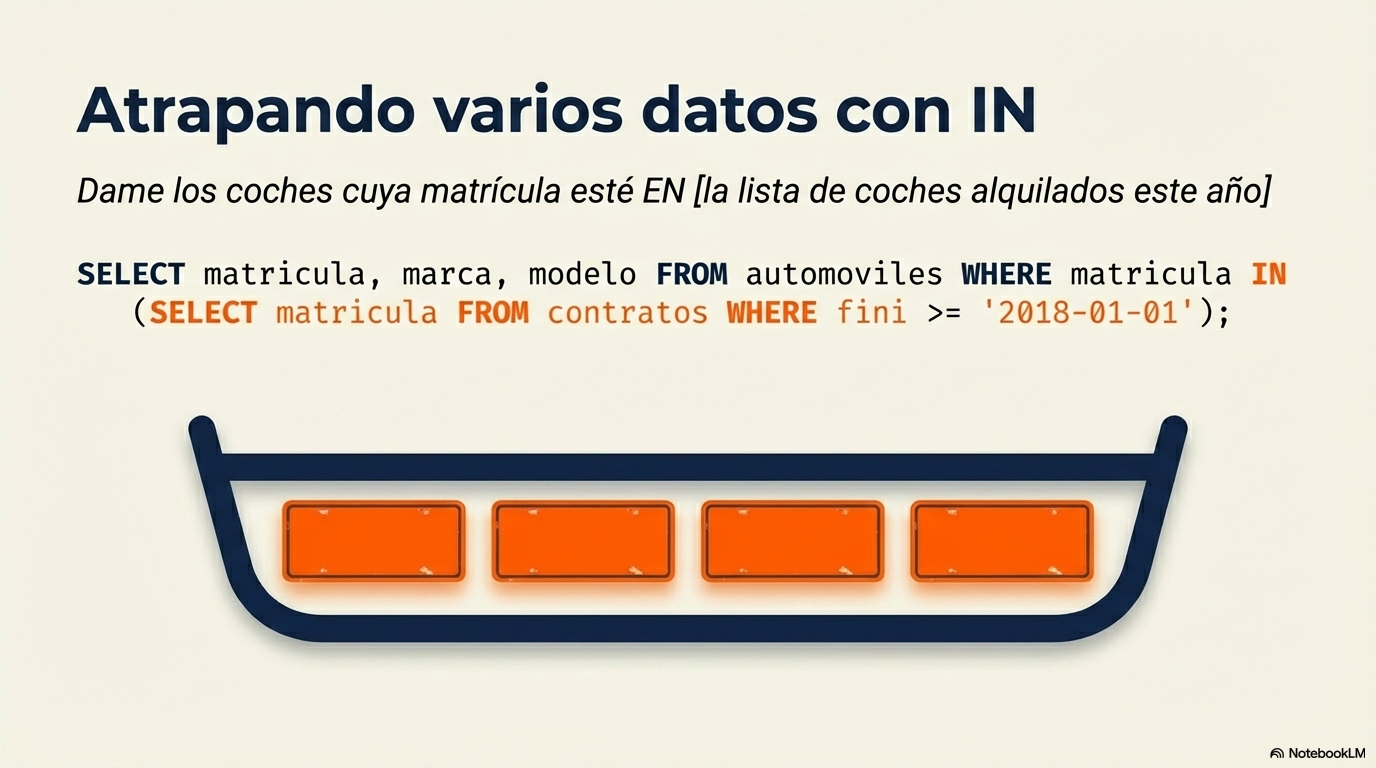 Atrapando varios datos con IN
Dame los coches cuya matrícula esté EN [la lista de coches alquilados este año]
SELECT matricula, marca, modelo FROM automoviles WHERE matricula IN
(SELECT matricula FROM contratos WHERE fini >= '2018-01-01');
NotebookLM